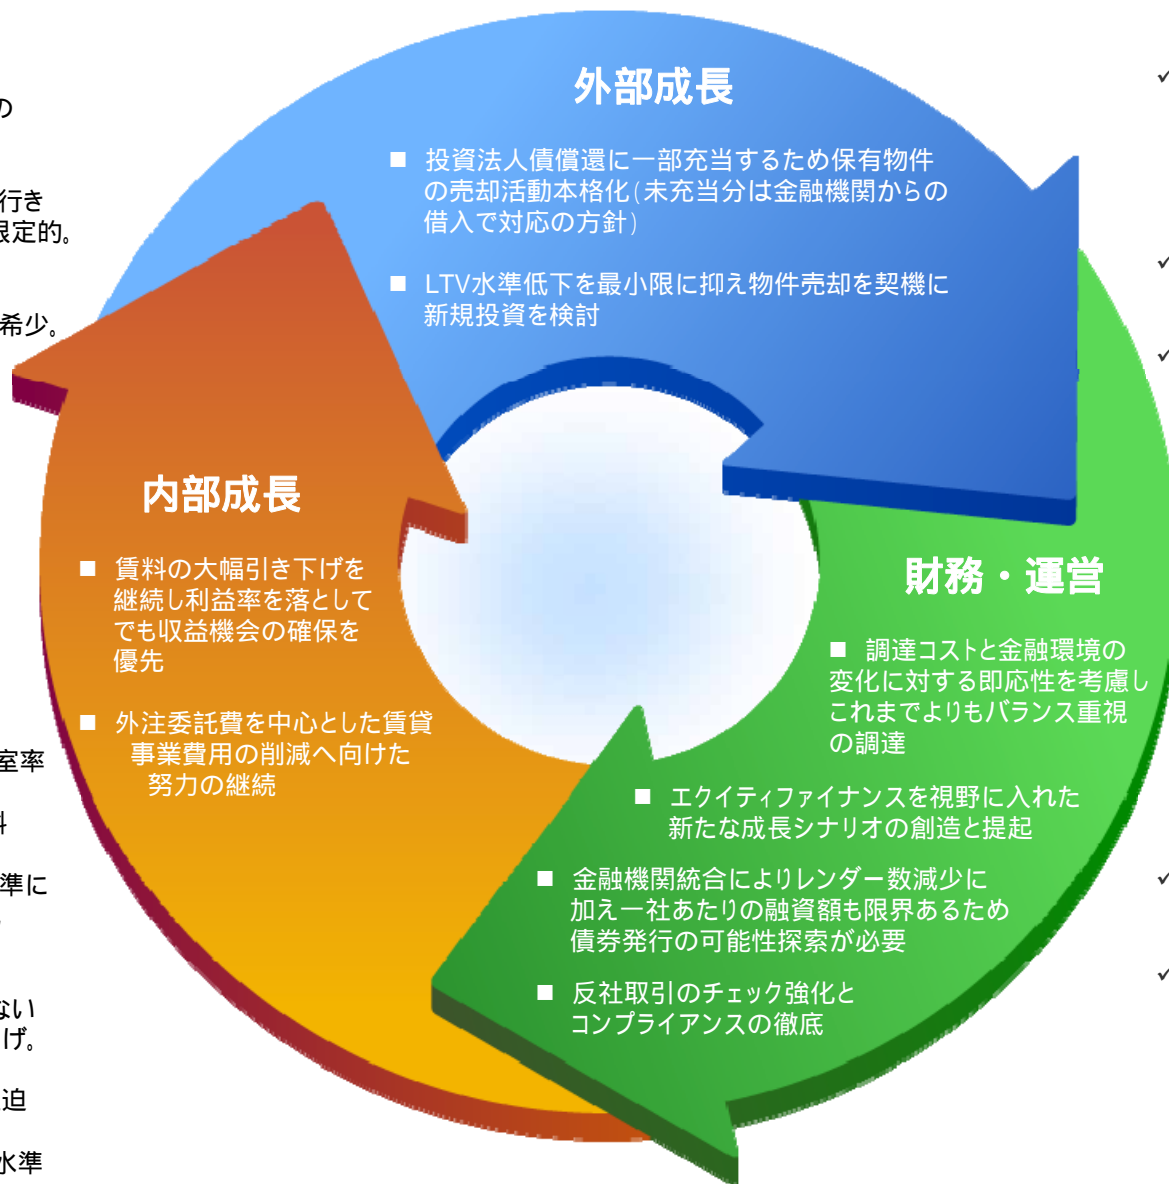 の
行き
限定的。
希少。
室率
料
準に
ない
げ。
迫
水準
外部成長
■ 投資法人債償還に一部充当するため保有物件
の売却活動本格化(未充当分は金融機関からの
借入で対応の方針)
■ LTV水準低下を最小限に抑え物件売却を契機に
新規投資を検討
内部成長
■ 賃料の大幅引き下げを
継続し利益率を落として
でも収益機会の確保を
優先
■ 外注委託費を中心とした賃貸
事業費用の削減へ向けた
努力の継続
財務・運営
■ 調達コストと金融環境の
変化に対する即応性を考慮し
これまでよりもバランス重視
の調達
■ エクイティファイナンスを視野に入れた
新たな成長シナリオの創造と提起
■ 金融機関統合によりレンダー数減少に
加え一社あたりの融資額も限界あるため
債券発行の可能性探索が必要
■ 反社取引のチェック強化と
コンプライアンスの徹底
✓
✓
✓
✓
✓